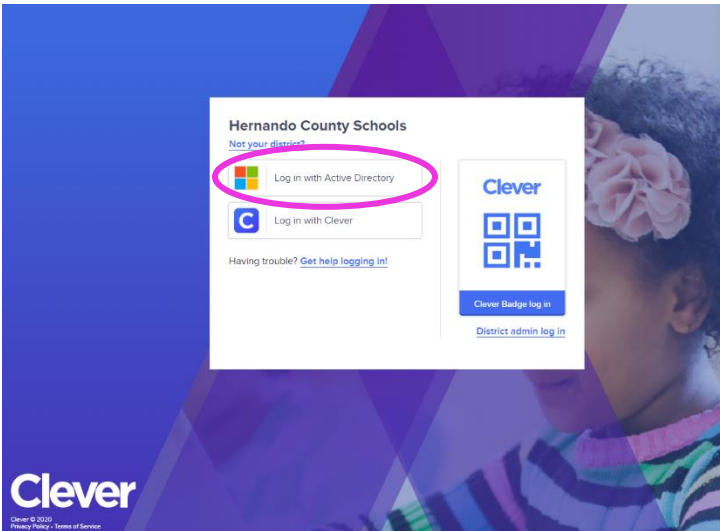 Hernando County Schools
Not your district?
Log in with Active Directory
C
Log in with Clever
Having trouble? Get help logging in!
Clever
Clever Badge log in
District admin log in
Clever
Clever © 2020
Privacy Policy - Terms of Service